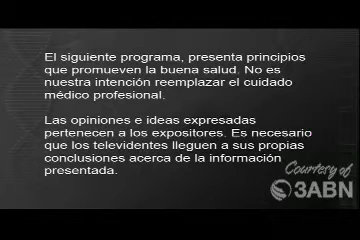 El siguiente programa, presenta principios
que promueven la buena salud. No es
nuestra intención reemplazar el cuidado
médico profesional.
Las opiniones e ideas expresadas
pertenecen a los expositores. Es necesario
que los televidentes lleguen a sus propias
conclusiones acerca de la información
presentada.
Courtesy of
3ABN